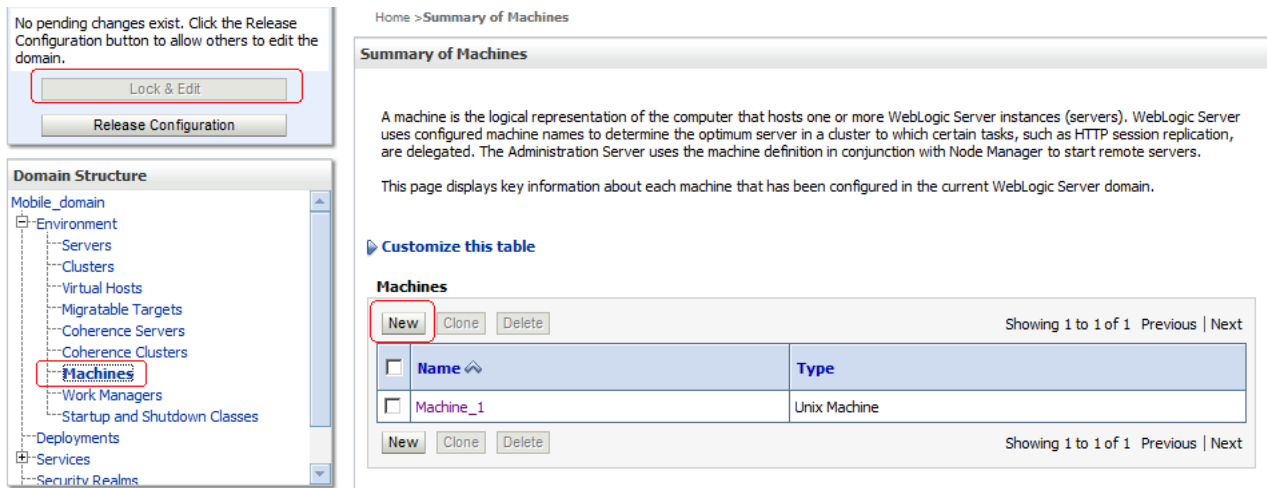 No pending changes exist. Click the Release
Configuration button to allow others to edit the
domain.
Lock & Edit
Release Configuration
Domain Structure
Mobile_domain
Environment
Servers
Clusters
Virtual Hosts
Migratable Targets
Coherence Servers
Coherence Clusters
Machines
Work Managers
Startup and Shutdown Classes
Deployments
Services
Security Realms
Home >Summary of Machines
Summary of Machines
A machine is the logical representation of the computer that hosts one or more WebLogic Server instances (servers). WebLogic Server
uses configured machine names to determine the optimum server in a cluster to which certain tasks, such as HTTP session replication,
are delegated. The Administration Server uses the machine definition in conjunction with Node Manager to start remote servers.
This page displays key information about each machine that has been configured in the current WebLogic Server domain.
Customize this table
Machines
New Clone Delete Showing 1 to 1 of 1 Previous | Next
Name Type
Machine_1 Unix Machine
New Clone Delete Showing 1 to 1 of 1 Previous | Next